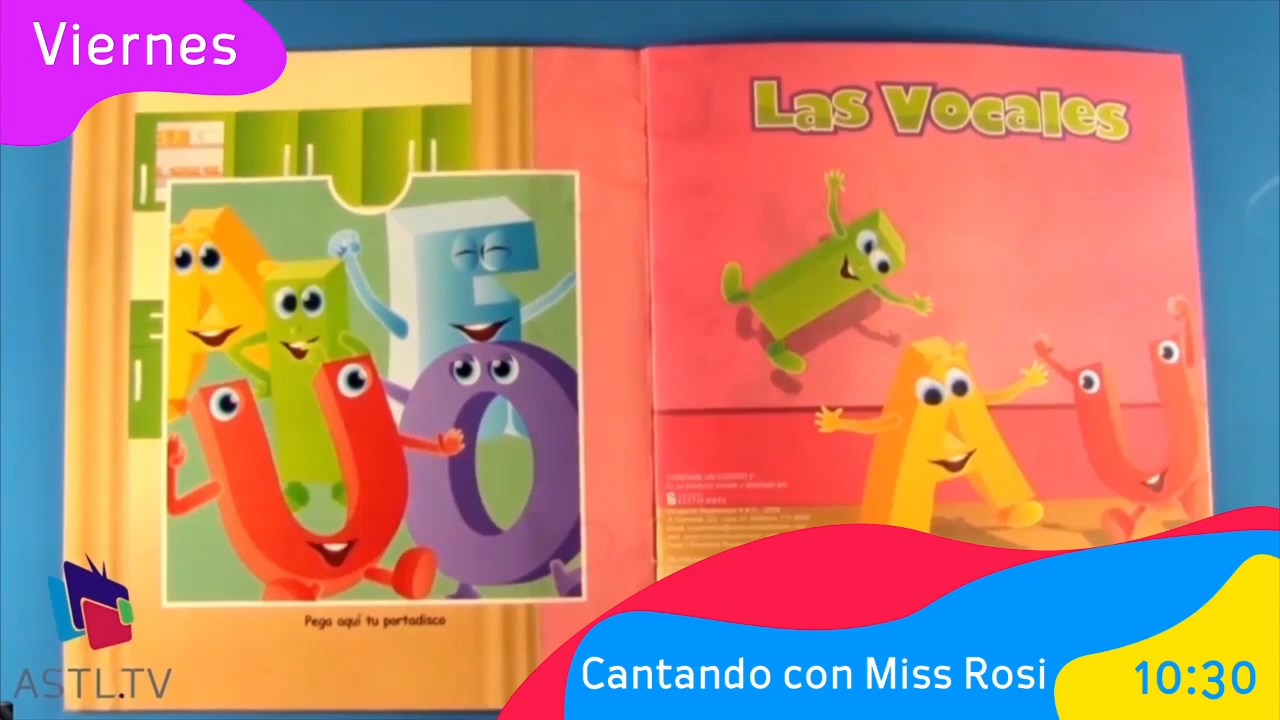 Viernes
Las Vocales
Pega aquí tu portadisco
ASTL.TV
Cantando con Miss Rosi
10:30